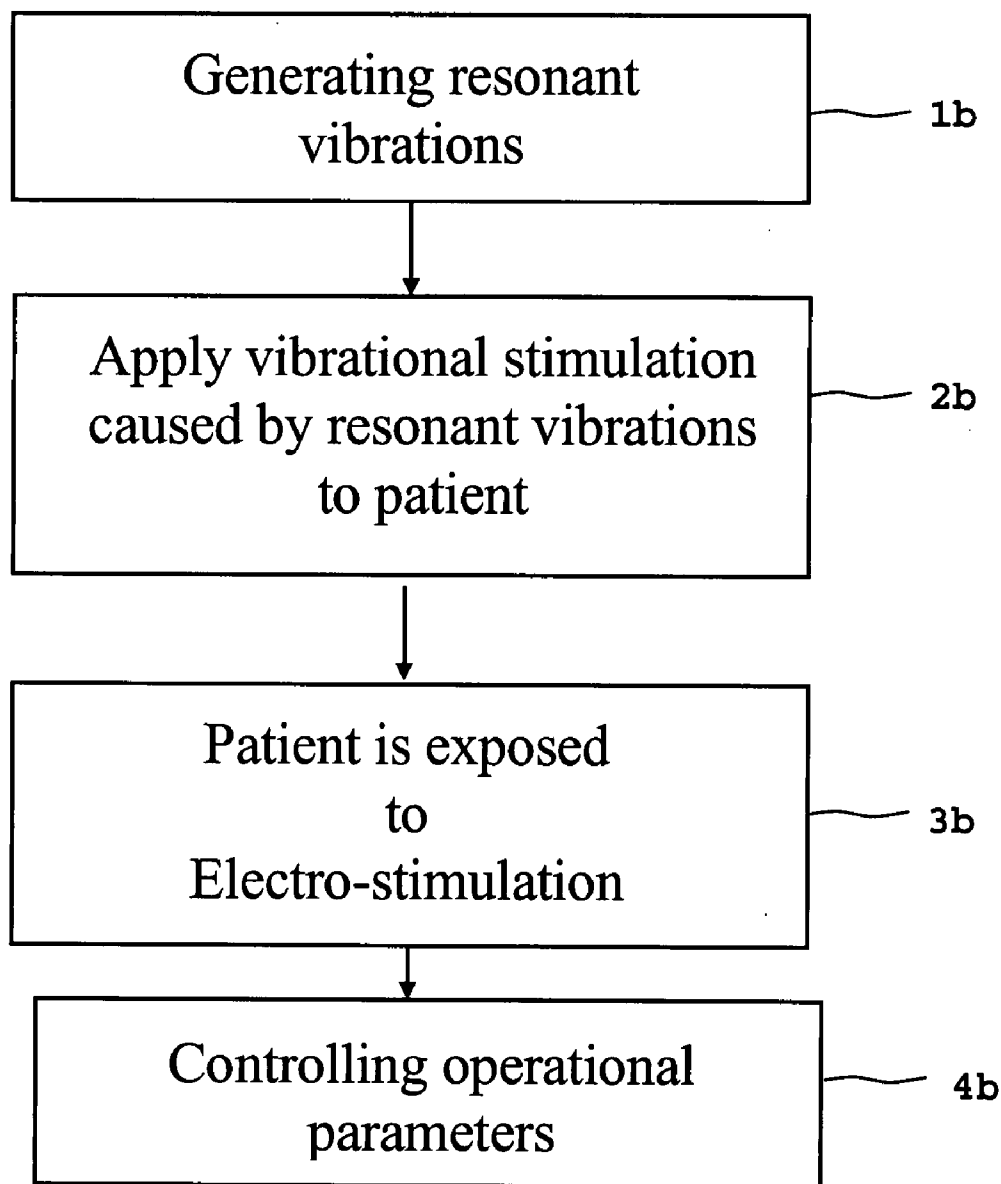 Generating resonant
vibrations
1b
Apply vibrational stimulation
caused by resonant vibrations
to patient
2b
Patient is exposed
to
Electro-stimulation
3b
Controlling operational
parameters
4b